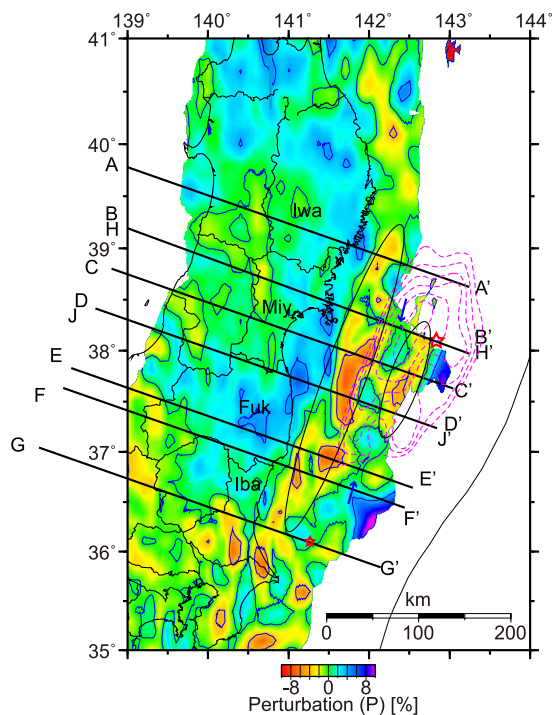 139° 140° 141° 142° 143° 144°
41°
40°
A
Iwa
B
39°
H
A'
C
Miy
D
B'
J
38°
H'
E
C'
Fuk
D'
F
J'
37°
G
E'
Iba
F'
36°
G'
km
35°
0 100 200
-8 0 8
Perturbation (P) [%]